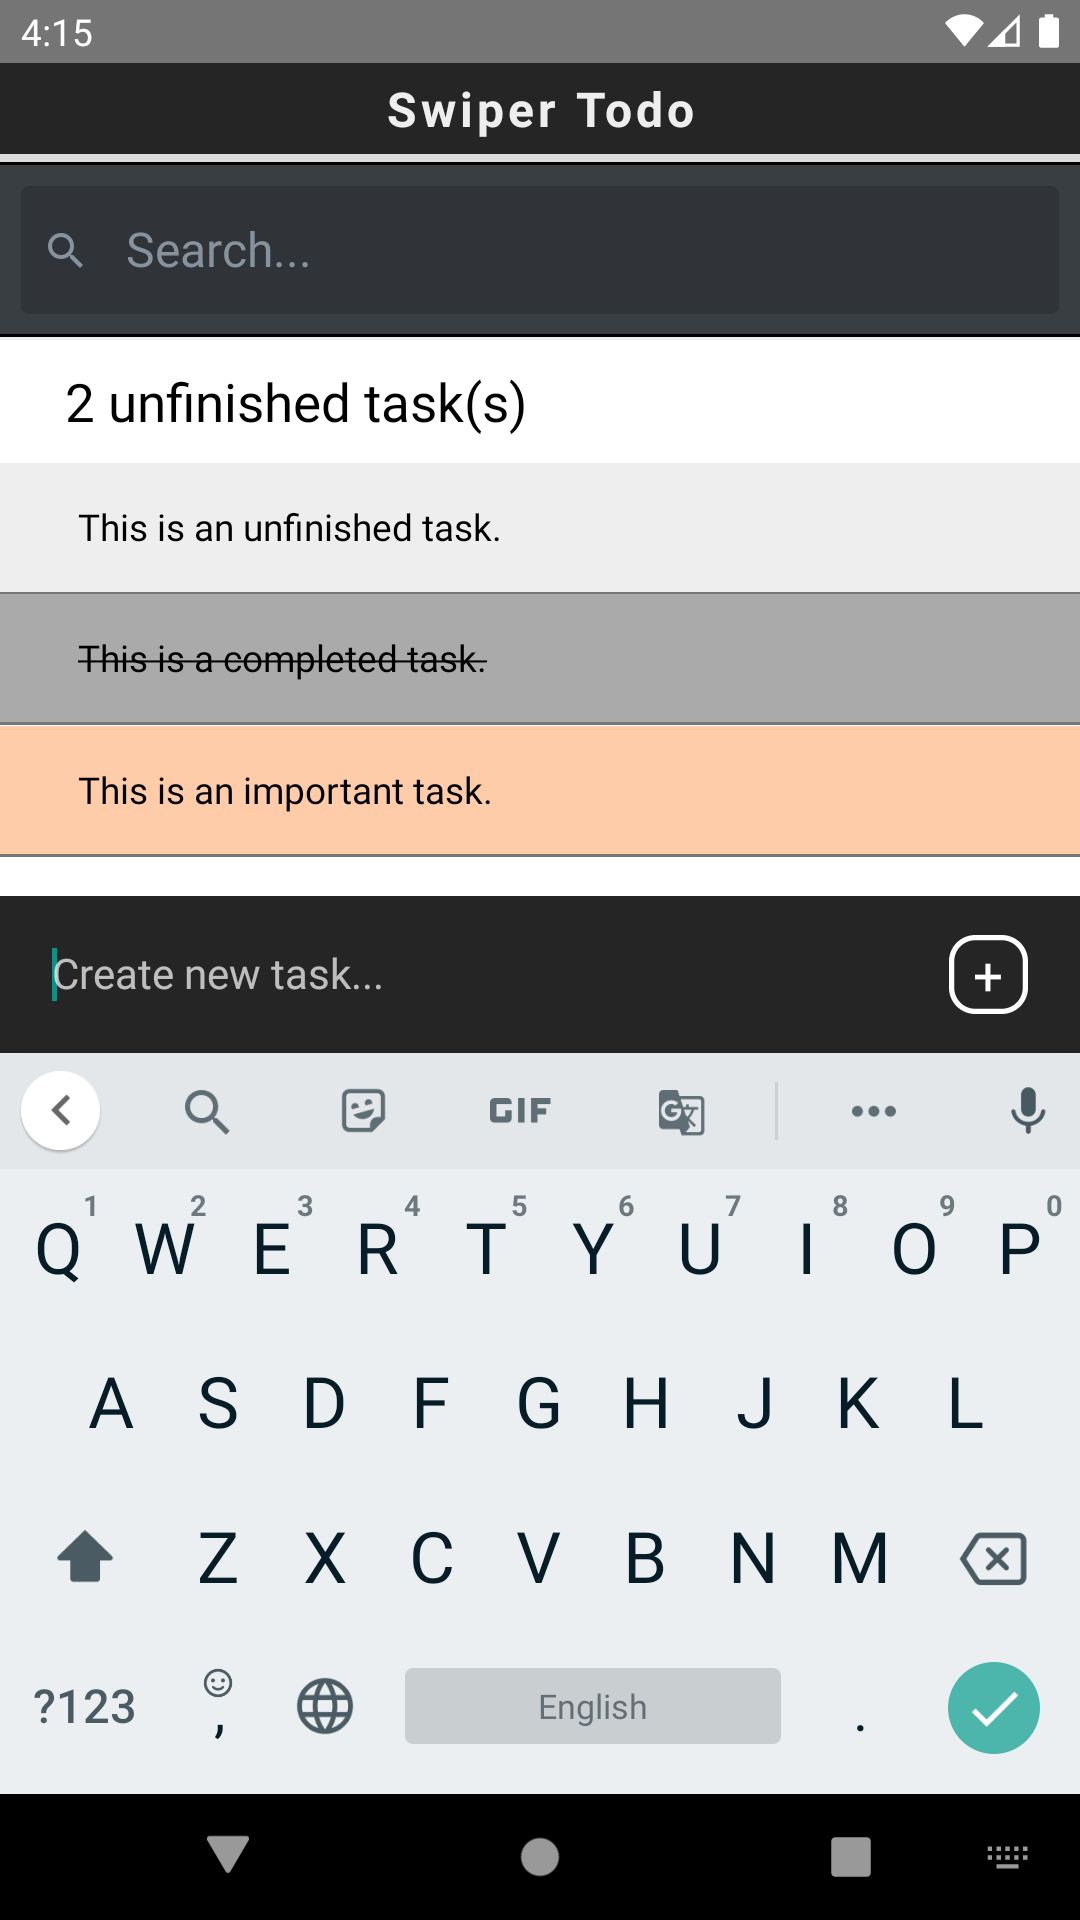 4:15
Swiper Todo
Search...
2 unfinished task(s)
This is an unfinished task.
This is a completed task.
This is an important task.
Create new task...
+
GIF
G
1 2 3 4 5 6 7 8 9 0
Q W E R T Y U I O P
A S D F G H J K L
Z X C V B N M
?123 , English .